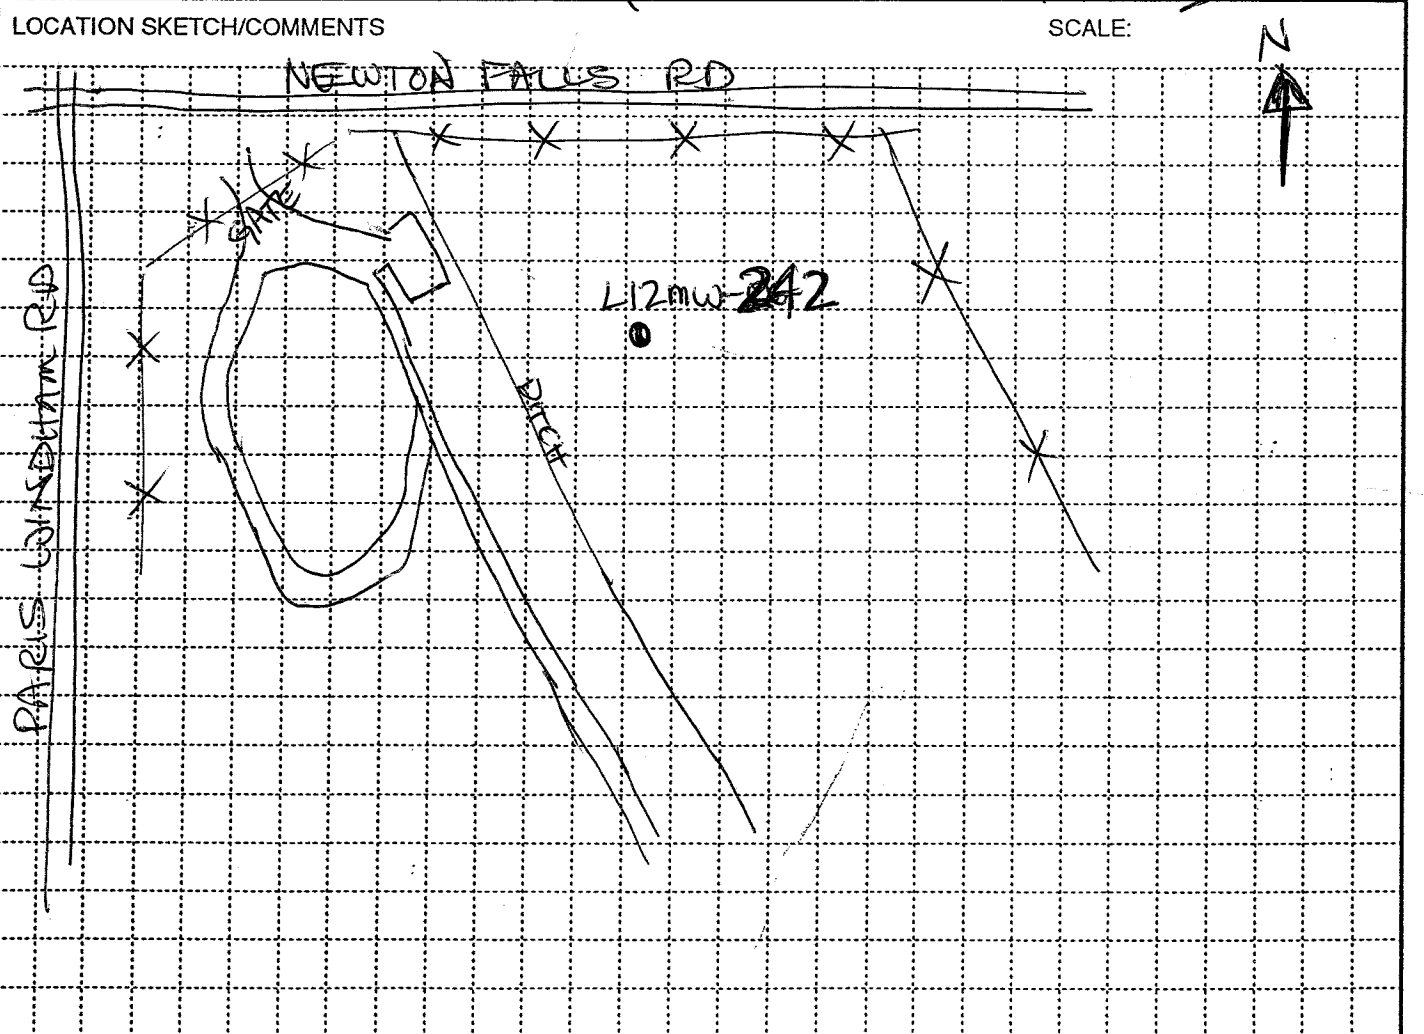 LOCATION SKETCH/COMMENTS
SCALE:
N
NEWTON FALLS RD
GATE
L12MW-242
DITCH
PARIS WINDHAM RD